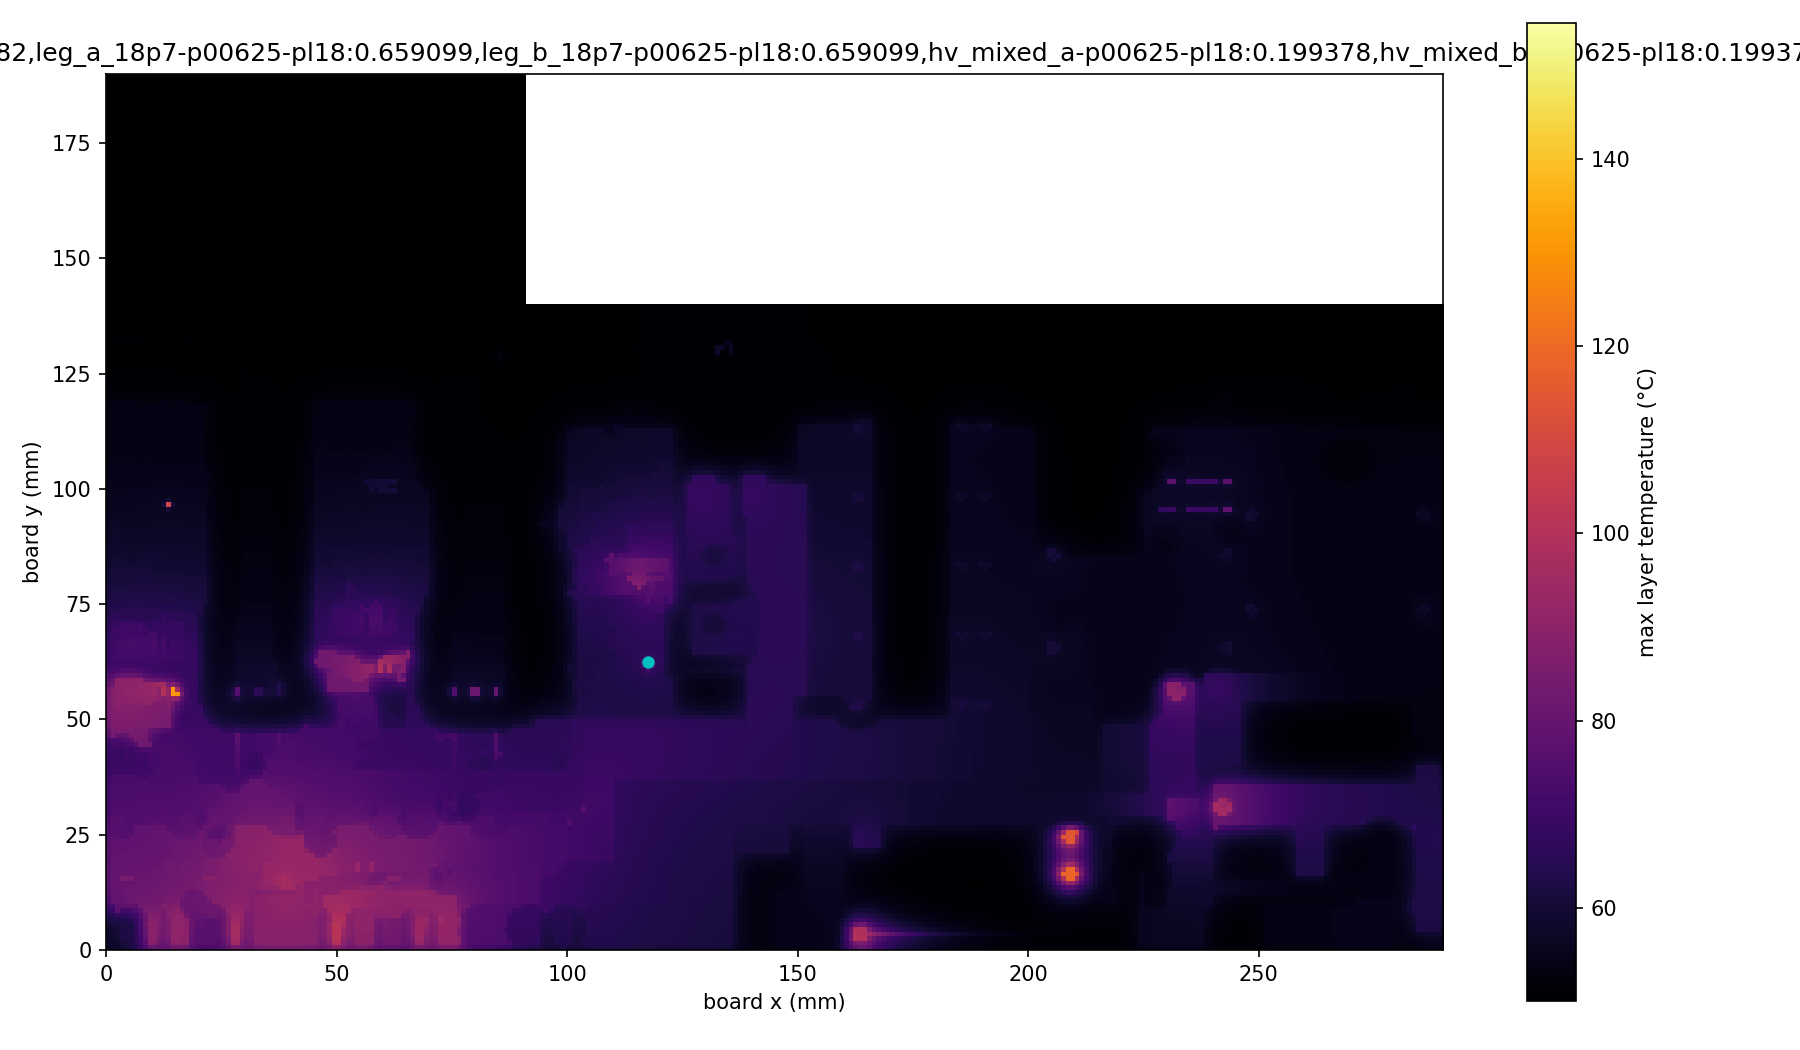 82,leg_a_18p7-p00625-pl18:0.659099,leg_b_18p7-p00625-pl18:0.659099,hv_mixed_a-p00625-pl18:0.199378,hv_mixed_b 0625-pl18:0.19937
175
150
125
100
75
50
25
0
board y (mm)
0 50 100 150 200 250
board x (mm)
140
120
100
80
60
max layer temperature (°C)